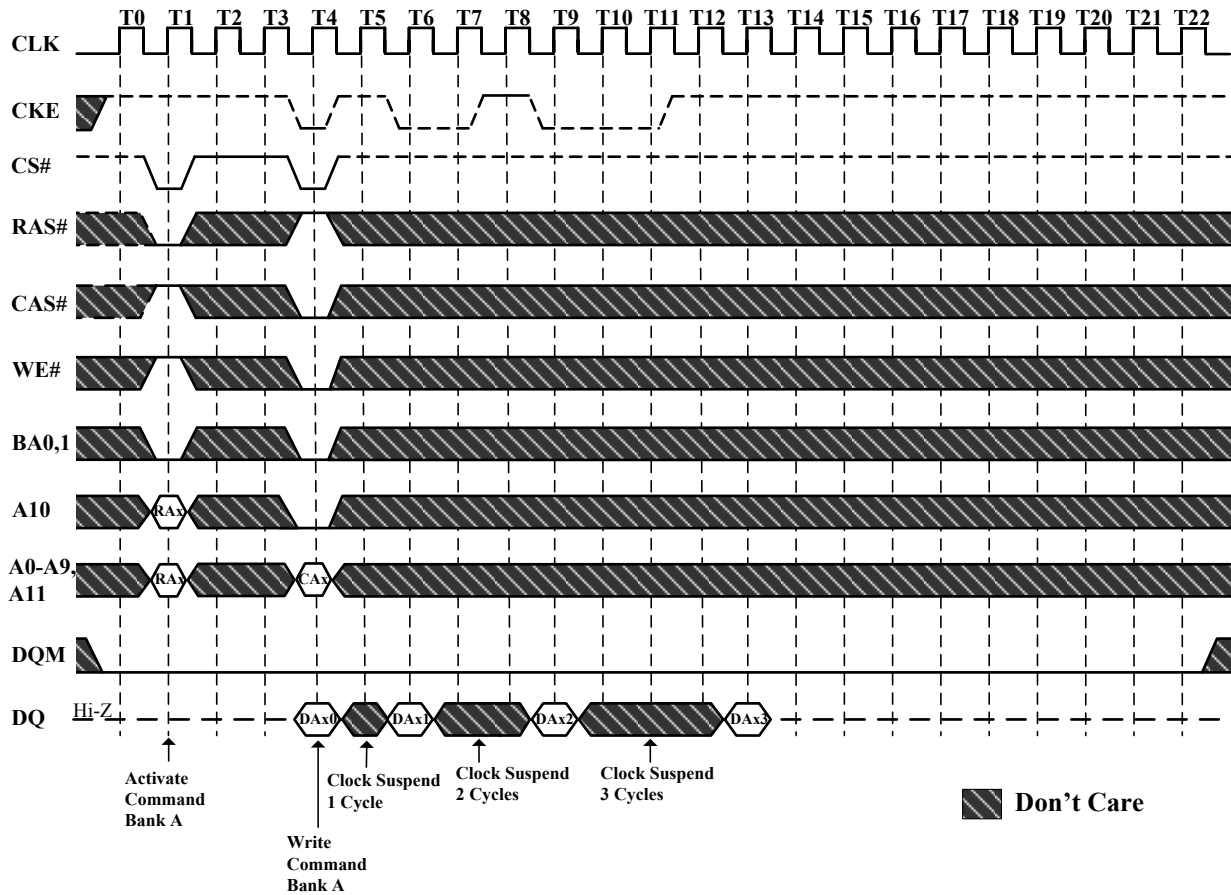 T0 T1 T2 T3 T4 T5 T6 T7 T8 T9 T10 T11 T12 T13 T14 T15 T16 T17 T18 T19 T20 T21 T22
CLK
CKE
CS#
RAS#
CAS#
WE#
BA0,1
A10
RAx
A0-A9,
A11
RAx CAx
DQM
DQ
Hi-Z
DAx0 DAx1 DAx2 DAx3
Activate
Command
Bank A
Write
Command
Bank A
Clock Suspend
1 Cycle
Clock Suspend
2 Cycles
Clock Suspend
3 Cycles
Don't Care